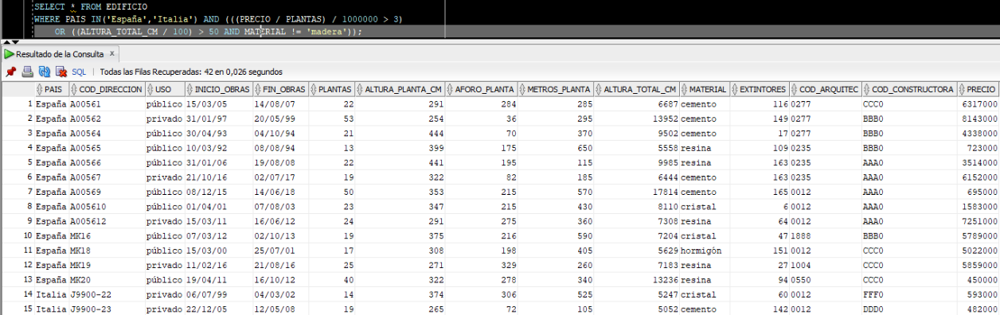 SELECT * FROM EDIFICIO
WHERE PAIS IN('España','Italia') AND (((PRECIO / PLANTAS) / 1000000 > 3)
OR ((ALTURA_TOTAL_CM / 100) > 50 AND MATERIAL != 'madera'));
Resultado de la Consulta x
SQL | Todas las Filas Recuperadas: 42 en 0,026 segundos
PAIS COD_DIRECCION USO INICIO_OBRAS FIN_OBRAS PLANTAS ALTURA_PLANTA_CM AFORO_PLANTA METROS_PLANTA ALTURA_TOTAL_CM MATERIAL EXTINTORES COD_ARQUITEC COD_CONSTRUCTORA PRECIO
1 España A00561 público 15/03/05 14/08/07 22 291 284 285 6687 cemento 116 0277 CCC0 6317000
2 España A00562 privado 31/01/97 20/05/99 53 254 36 295 13952 cemento 149 0277 BBB0 8143000
3 España A00564 privado 30/04/93 04/10/94 21 444 70 370 9502 cemento 17 0277 BBB0 4338000
4 España A00565 público 10/03/92 08/08/94 13 399 175 650 5558 resina 109 0235 BBB0 723000
5 España A00566 público 31/01/06 19/08/08 22 441 195 115 9985 resina 163 0235 AAA0 3514000
6 España A00567 privado 21/10/16 02/07/17 19 322 82 185 6444 cemento 163 0235 AAA0 6152000
7 España A00569 público 08/12/15 14/06/18 50 353 215 570 17814 cemento 165 0012 AAA0 695000
8 España A005610 público 01/04/01 07/08/03 23 347 215 430 8110 cristal 6 0012 AAA0 1583000
9 España A005612 privado 15/03/11 16/06/12 24 291 275 360 7308 resina 64 0012 AAA0 7251000
10 España MK16 público 07/03/12 02/10/13 19 375 216 590 7204 cristal 47 1888 BBB0 5789000
11 España MK18 público 15/03/00 25/07/01 17 308 198 405 5629 hormigón 151 0012 CCC0 5022000
12 España MK19 privado 11/02/16 21/08/16 25 271 329 260 7183 resina 27 1004 CCC0 5859000
13 España MK20 público 19/04/11 16/10/12 40 322 278 340 13236 resina 94 0550 CCC0 450000
14 Italia J9900-22 privado 06/07/99 04/03/02 14 374 306 525 5247 cristal 60 0012 FFF0 593000
15 Italia J9900-23 privado 22/12/05 12/05/08 19 265 72 105 5052 cemento 142 0012 DDD0 482000